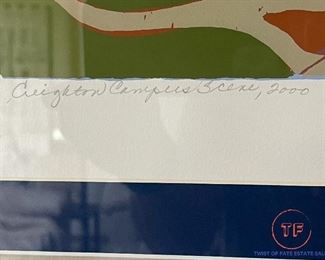 Creighton Campus Scene, 2000
TF
TWIST OF FATE ESTATE SAL